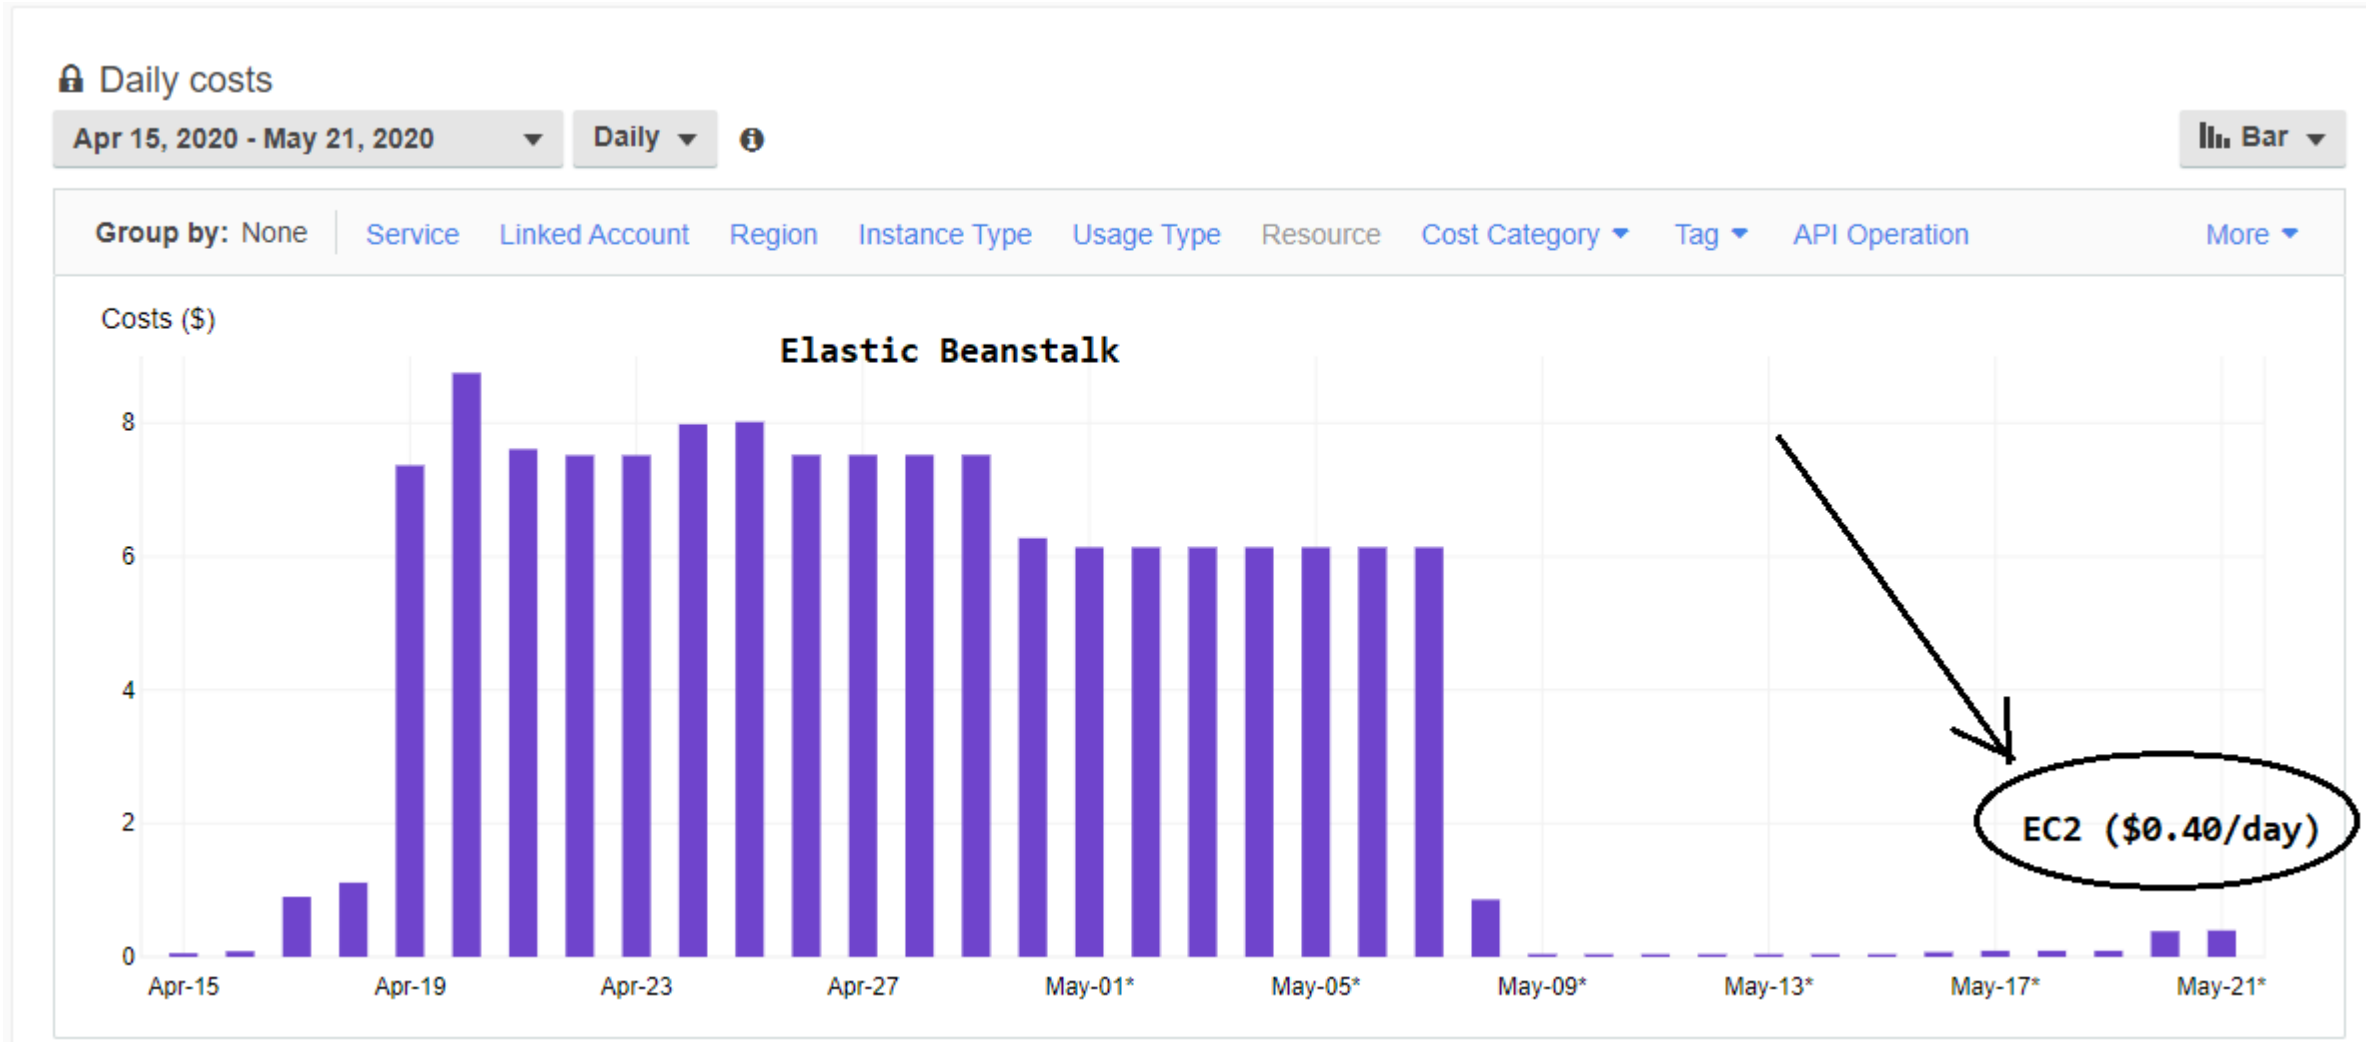 Daily costs
Apr 15, 2020 - May 21, 2020 Daily Bar
Group by: None Service Linked Account Region Instance Type Usage Type Resource Cost Category Tag API Operation More
Costs ($)
Elastic Beanstalk
8
6
4
2
EC2 ($0.40/day)
0
Apr-15 Apr-19 Apr-23 Apr-27 May-01* May-05* May-09* May-13* May-17* May-21*